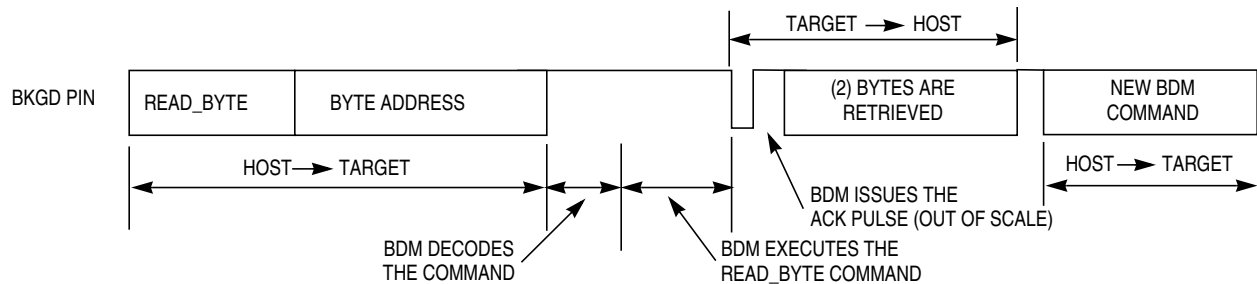 TARGET → HOST
BKGD PIN
READ_BYTE
BYTE ADDRESS
(2) BYTES ARE
RETRIEVED
NEW BDM
COMMAND
HOST → TARGET
HOST → TARGET
BDM ISSUES THE
ACK PULSE (OUT OF SCALE)
BDM DECODES
THE COMMAND
BDM EXECUTES THE
READ_BYTE COMMAND